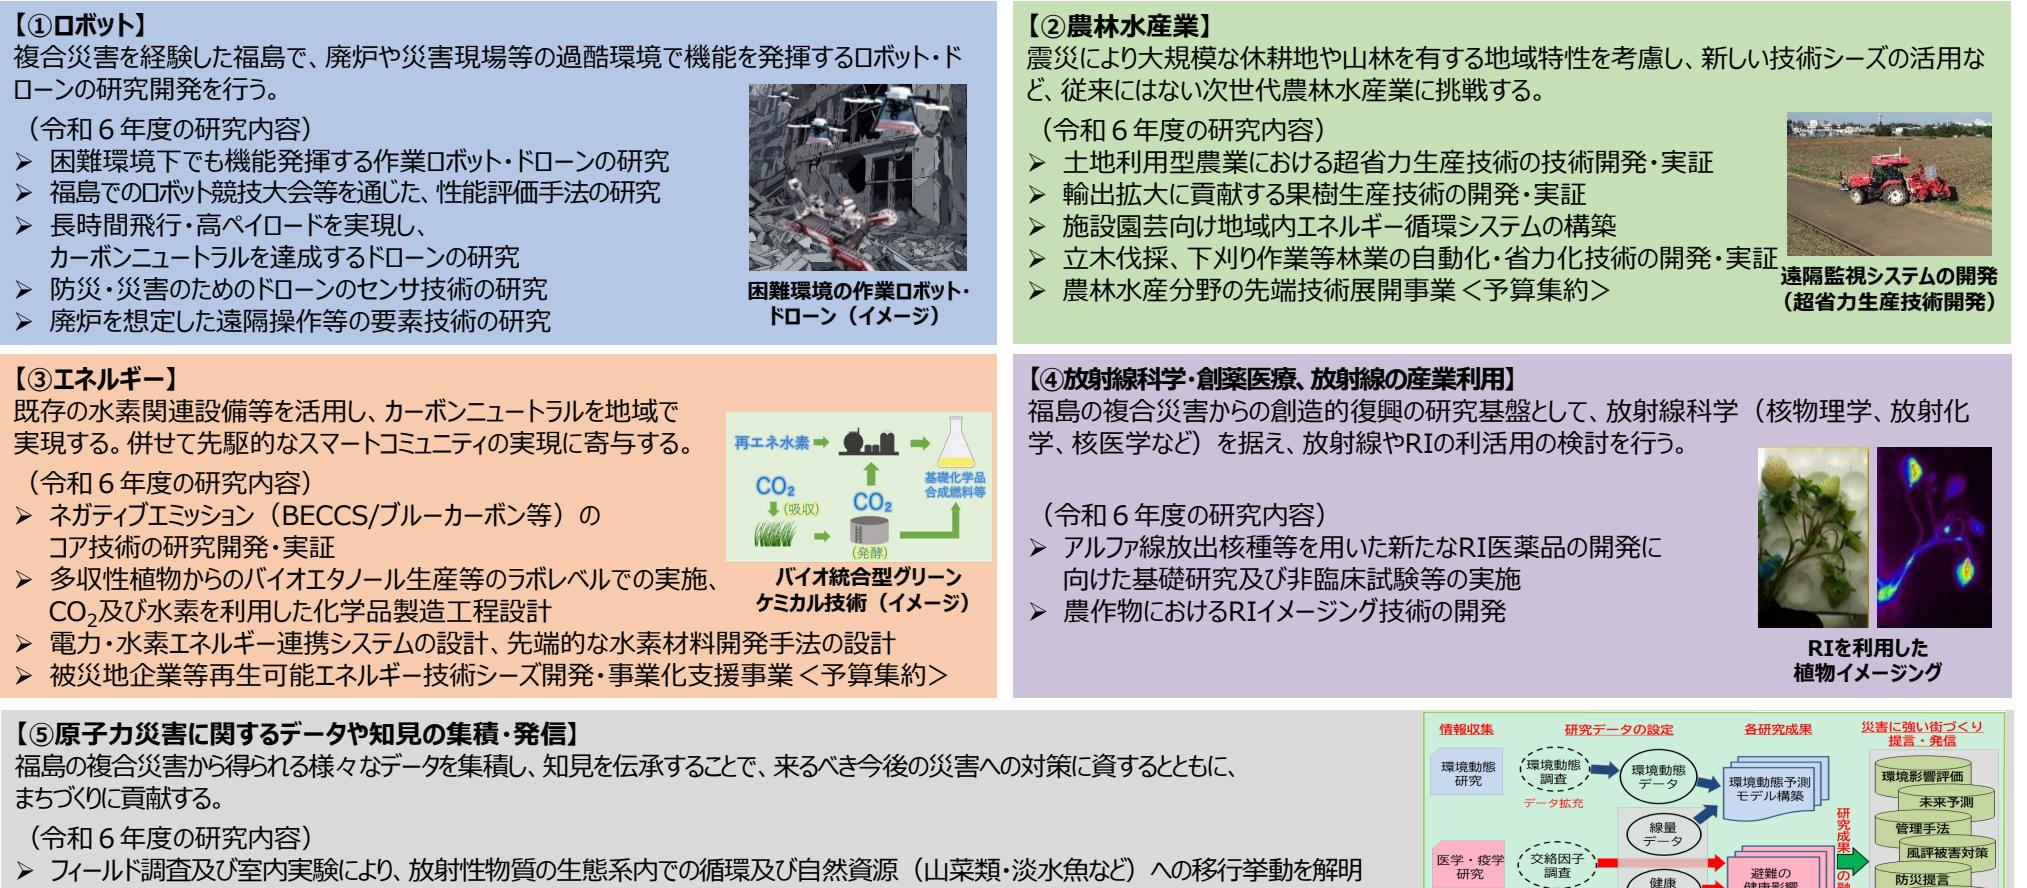 【①ロボット】
複合災害を経験した福島で、廃炉や災害現場等の過酷環境で機能を発揮するロボット・ド
ローンの研究開発を行う。
（令和６年度の研究内容）
➢ 困難環境下でも機能発揮する作業ロボット・ドローンの研究
➢ 福島でのロボット競技大会等を通じた、性能評価手法の研究
➢ 長時間飛行・高ペイロードを実現し、
カーボンニュートラルを達成するドローンの研究
➢ 防災・災害のためのドローンのセンサ技術の研究
➢ 廃炉を想定した遠隔操作等の要素技術の研究
困難環境の作業ロボット・
ドローン（イメージ）
【②農林水産業】
震災により大規模な休耕地や山林を有する地域特性を考慮し、新しい技術シーズの活用な
ど、従来にはない次世代農林水産業に挑戦する。
（令和６年度の研究内容）
➢ 土地利用型農業における超省力生産技術の技術開発・実証
➢ 輸出拡大に貢献する果樹生産技術の開発・実証
➢ 施設園芸向け地域内エネルギー循環システムの構築
➢ 立木伐採、下刈り作業等林業の自動化・省力化技術の開発・実証
➢ 農林水産分野の先端技術展開事業＜予算集約＞
遠隔監視システムの開発
（超省力生産技術開発）
【③エネルギー】
既存の水素関連設備等を活用し、カーボンニュートラルを地域で
実現する。併せて先駆的なスマートコミュニティの実現に寄与する。
（令和６年度の研究内容）
➢ ネガティブエミッション（BECCS/ブルーカーボン等）の
コア技術の研究開発・実証
➢ 多収性植物からのバイオエタノール生産等のラボレベルでの実施、
CO₂及び水素を利用した化学品製造工程設計
➢ 電力・水素エネルギー連携システムの設計、先端的な水素材料開発手法の設計
➢ 被災地企業等再生可能エネルギー技術シーズ開発・事業化支援事業＜予算集約＞
再エネ水素
基礎化学品
合成燃料等
CO₂
（吸収）
CO₂
（発酵）
バイオ統合型グリーン
ケミカル技術（イメージ）
【④放射線科学・創薬医療、放射線の産業利用】
福島の複合災害からの創造的復興の研究基盤として、放射線科学（核物理学、放射化
学、核医学など）を据え、放射線やRIの利活用の検討を行う。
（令和６年度の研究内容）
➢ アルファ線放出核種等を用いた新たなRI医薬品の開発に
向けた基礎研究及び非臨床試験等の実施
➢ 農作物におけるRIイメージング技術の開発
RIを利用した
植物イメージング
【⑤原子力災害に関するデータや知見の集積・発信】
福島の複合災害から得られる様々なデータを集積し、知見を伝承することで、来るべき今後の災害への対策に資するとともに、
まちづくりに貢献する。
（令和６年度の研究内容）
➢ フィールド調査及び室内実験により、放射性物質の生態系内での循環及び自然資源（山菜類・淡水魚など）への移行挙動を解明
情報収集
研究データの設定
各研究成果
災害に強い街づくり
提言・発信
環境動態
研究
環境動態
調査
データ拡充
環境動態
データ
環境動態予測
モデル構築
環境影響評価
未来予測
線量
データ
管理手法
風評被害対策
研究成果の
医学・疫学
研究
交絡因子
調査
健康
避難の
健康影響
防災提言